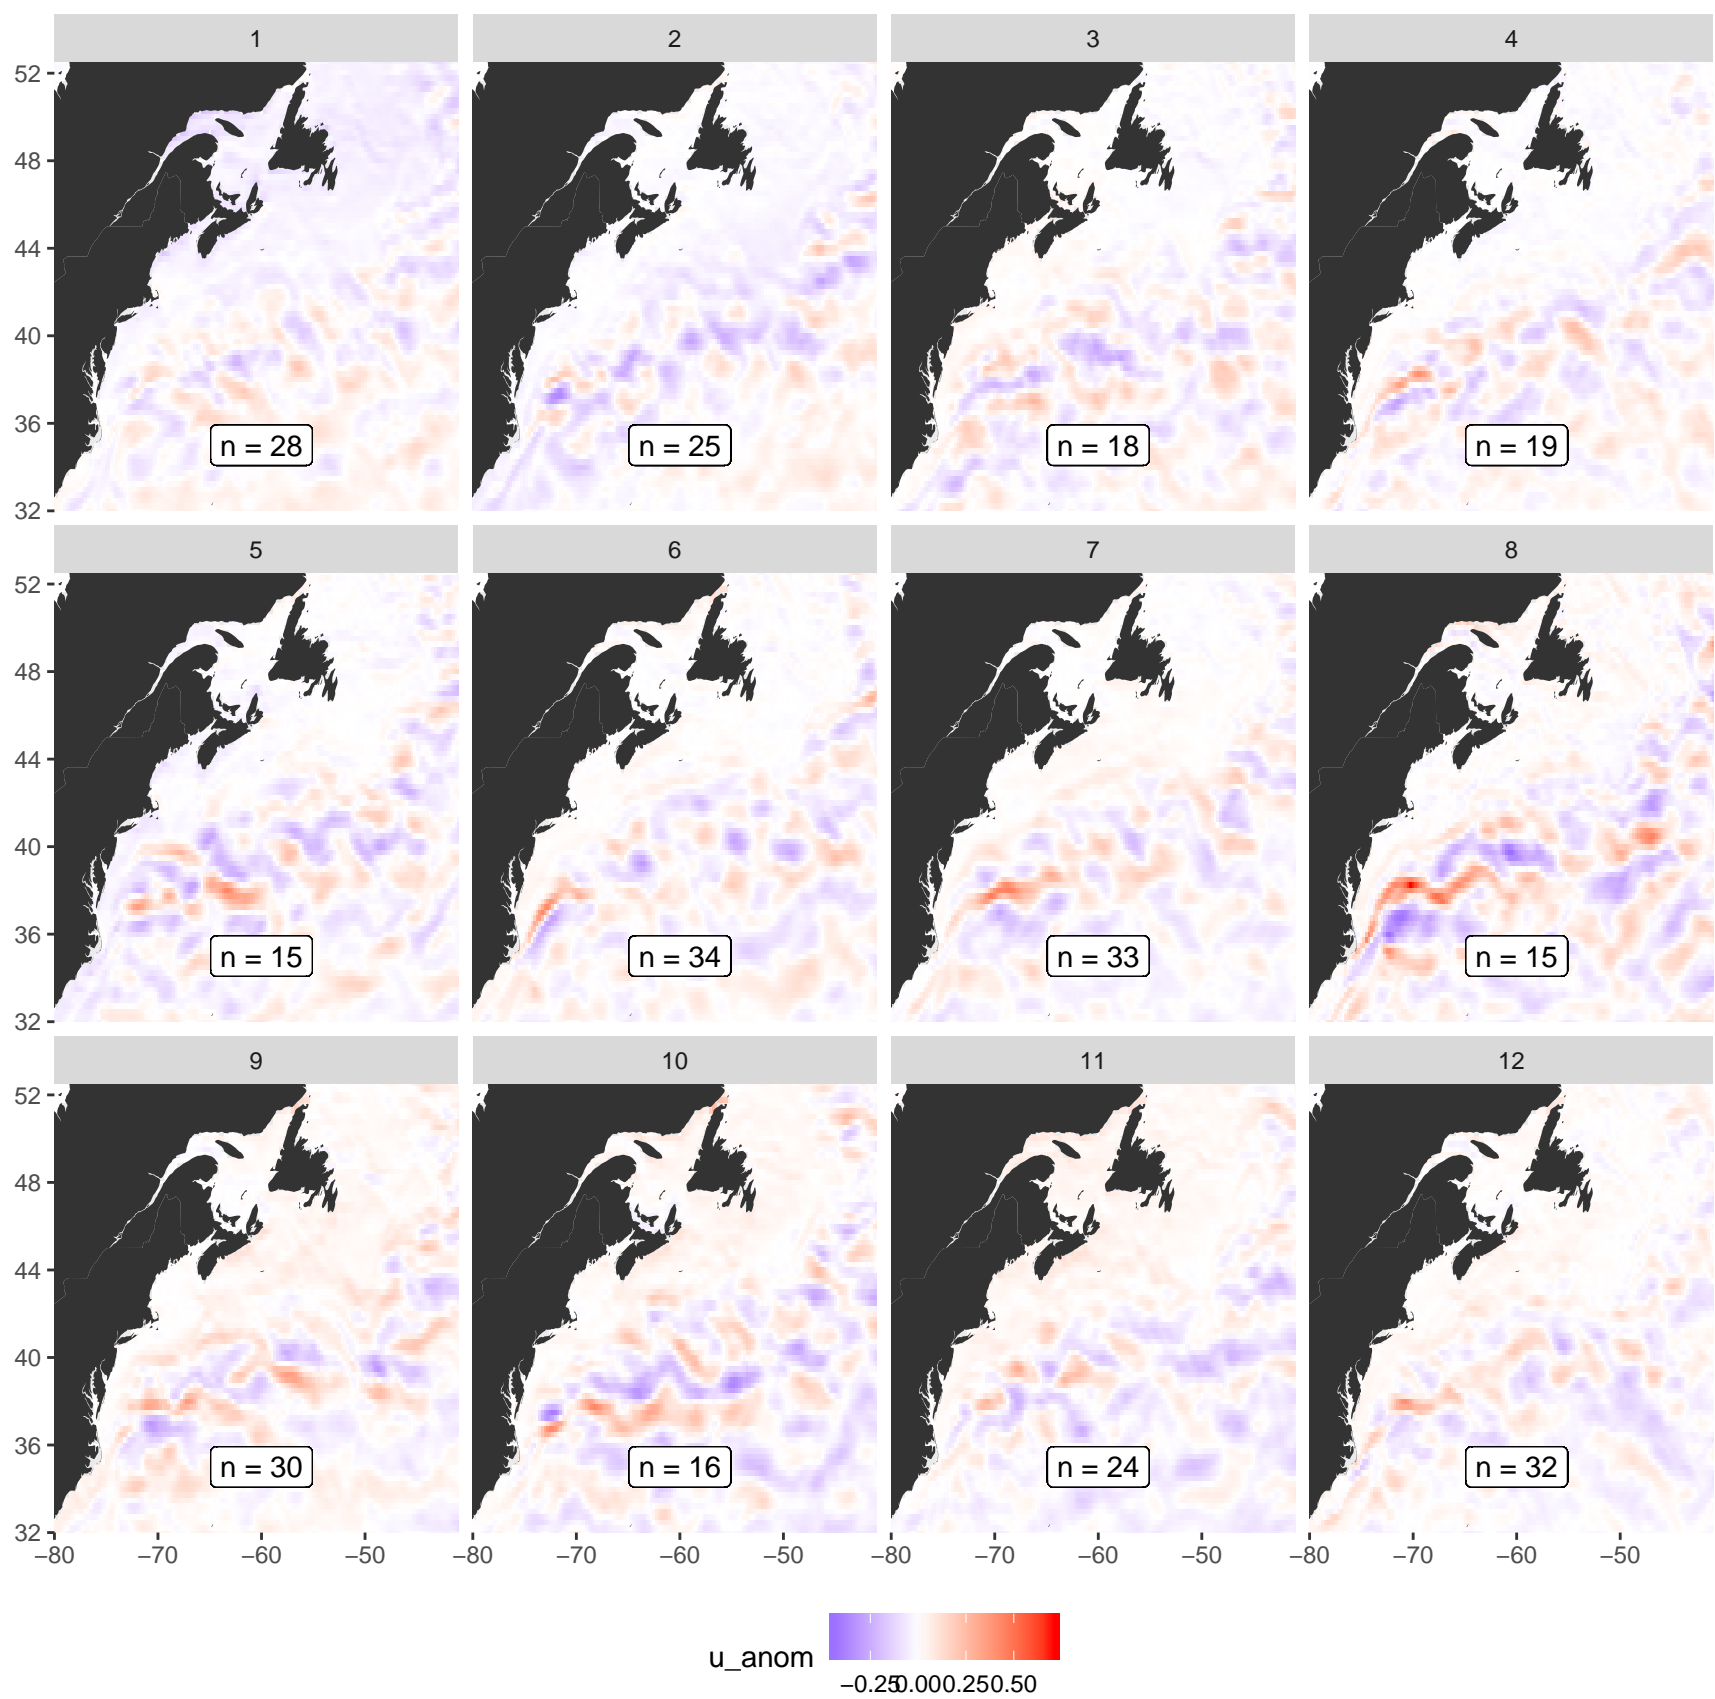 1 2 3 4
52
48
44
40
36
32
n = 28 n = 25 n = 18 n = 19
5 6 7 8
52
48
44
40
36
32
n = 15 n = 34 n = 33 n = 15
9 10 11 12
52
48
44
40
36
32
n = 30 n = 16 n = 24 n = 32
−80 −70 −60 −50 −80 −70 −60 −50 −80 −70 −60 −50 −80 −70 −60 −50
u_anom
−0.25 0.00 0.25 0.50